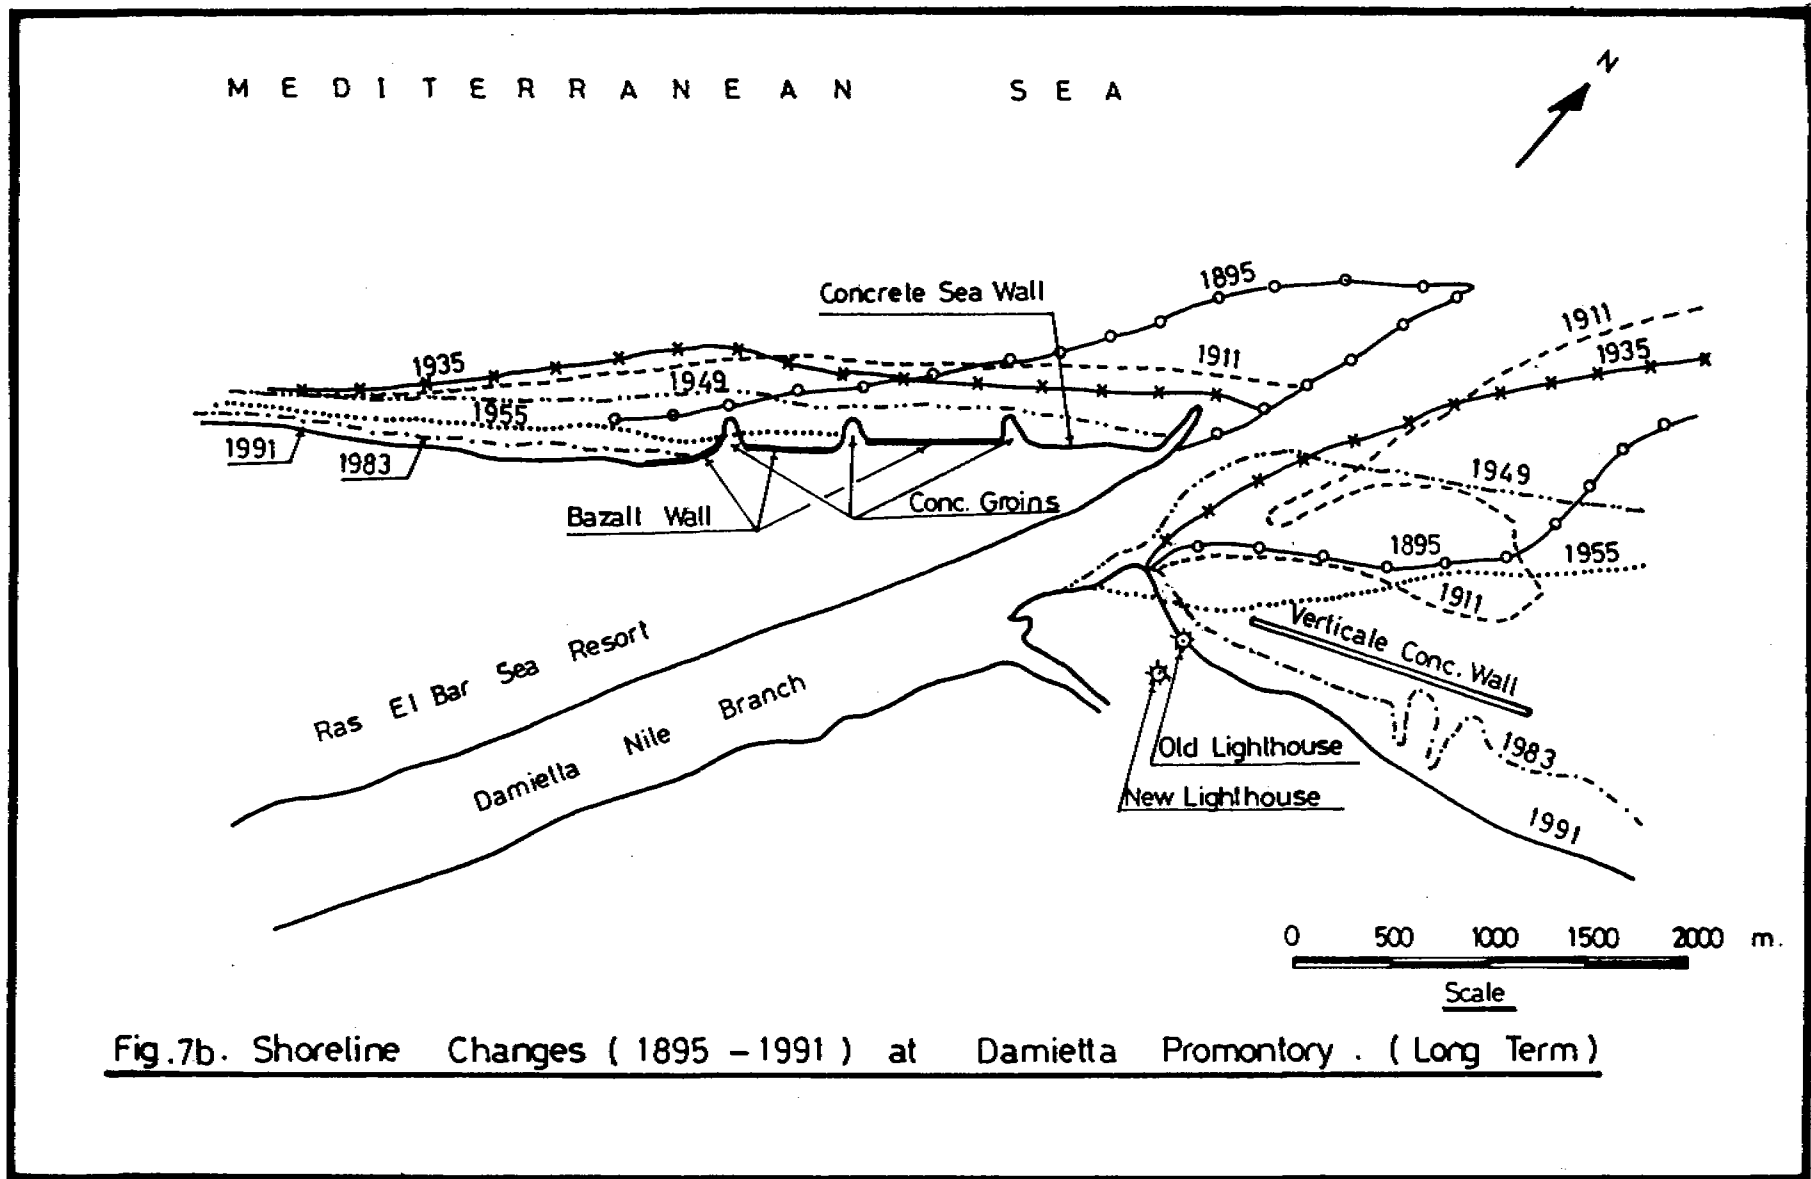 MEDITERRANEAN SEA
N
1895
Concrete Sea Wall
1911
1935
1911
1935
1949
1955
1991
1983
1949
Bazalt Wall
Conc. Groins
1895
1955
1911
Verticale Conc. Wall
Ras El Bar Sea Resort
Damietta Nile Branch
Old Lighthouse
New Lighthouse
1983
1991
0 500 1000 1500 2000 m.
Scale
Fig.7b. Shoreline Changes ( 1895 - 1991 ) at Damietta Promontory . ( Long Term )